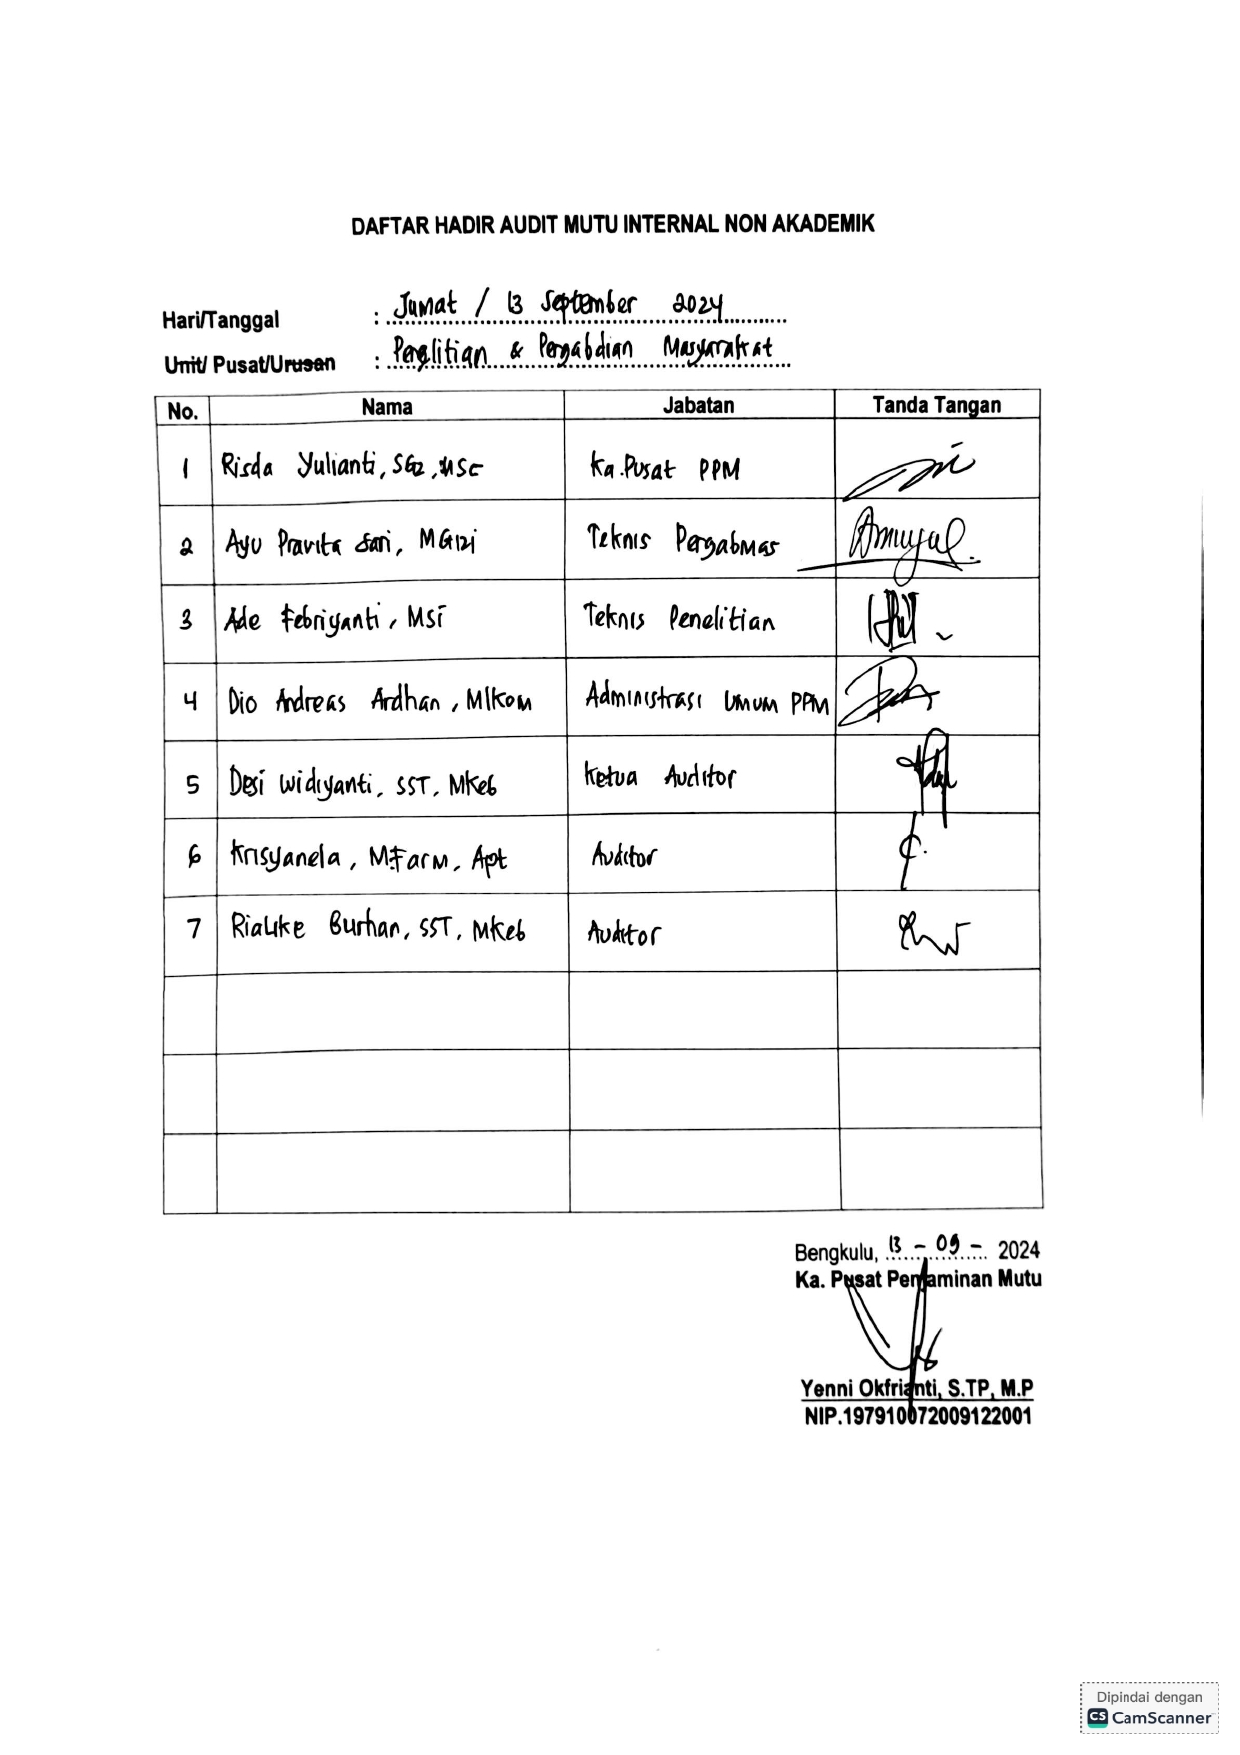 DAFTAR HADIR AUDIT MUTU INTERNAL NON AKADEMIK
Hari/Tanggal : Jumat / 13 September 2024
Unit/ Pusat/Urusan : Penelitian & Pengabdian Masyarakat
No. Nama Jabatan Tanda Tangan
1 Risda Yulianti, SGz, MSc Ka.Pusat PPM
2 Ayu Pravita Sari, MGizi Teknis Pengabmas
3 Ade Febriyanti, MSi Teknis Penelitian
4 Dio Andreas Ardhan, MIkom Administrasi Umum PPM
5 Desi Widiyanti, SST, MKeb Ketua Auditor
6 Krisyanela, M.Farm, Apt Auditor
7 Rialike Burhan, SST, MKeb Auditor
Bengkulu, 13 - 09 - 2024
Ka. Pusat Penjaminan Mutu
Yenni Okfrianti, S.TP, M.P
NIP.197910072009122001
Dipindai dengan
CS CamScanner